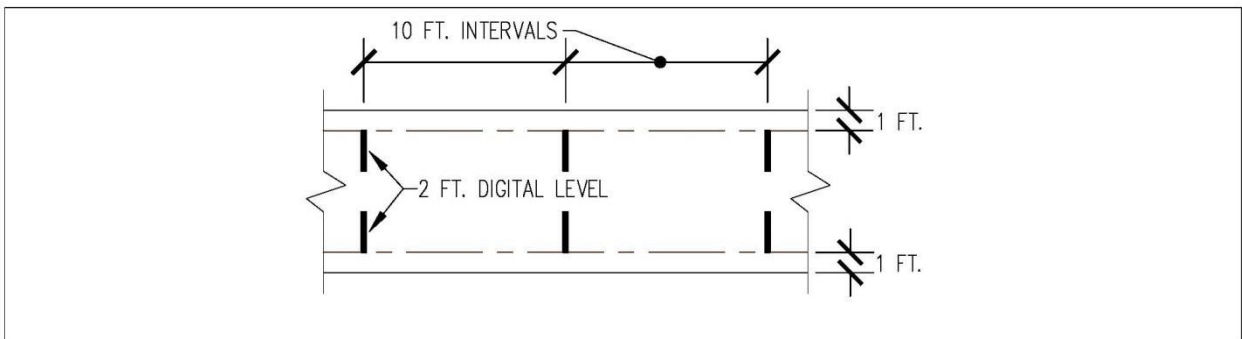 10 FT. INTERVALS
1 FT.
2 FT. DIGITAL LEVEL
1 FT.